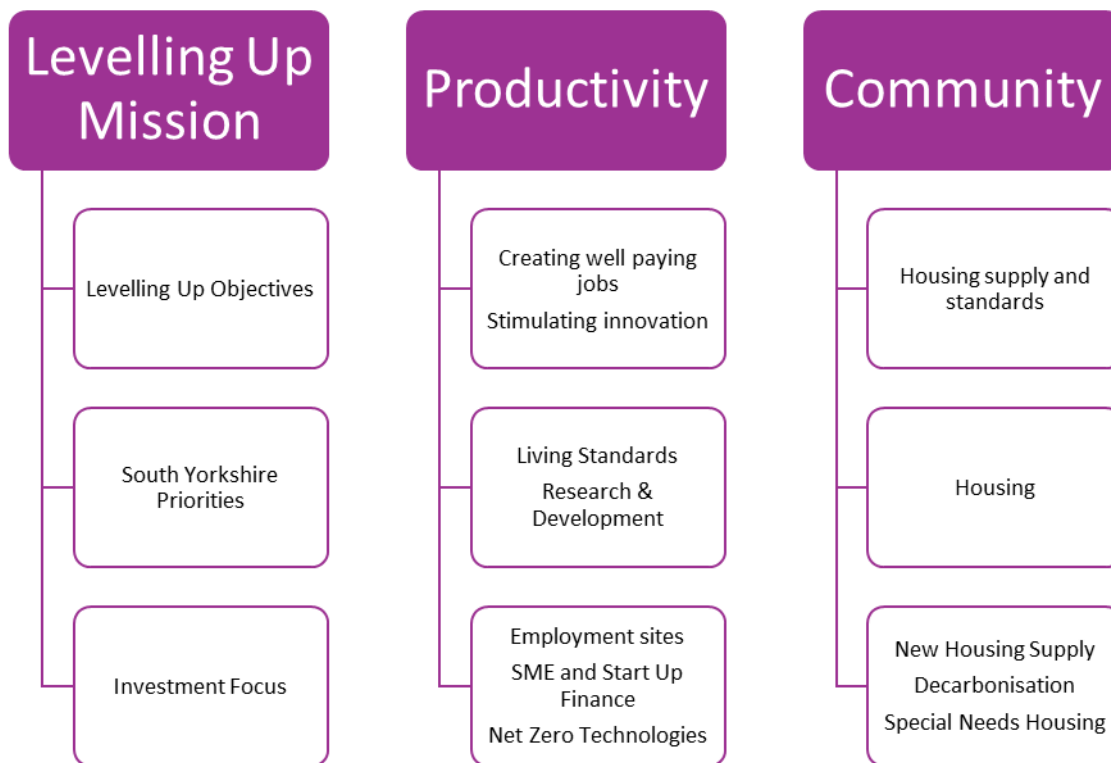 Levelling Up
Mission
Levelling Up Objectives
South Yorkshire
Priorities
Investment Focus
Productivity
Creating well paying
jobs
Stimulating innovation
Living Standards
Research &
Development
Employment sites
SME and Start Up
Finance
Net Zero Technologies
Community
Housing supply and
standards
Housing
New Housing Supply
Decarbonisation
Special Needs Housing